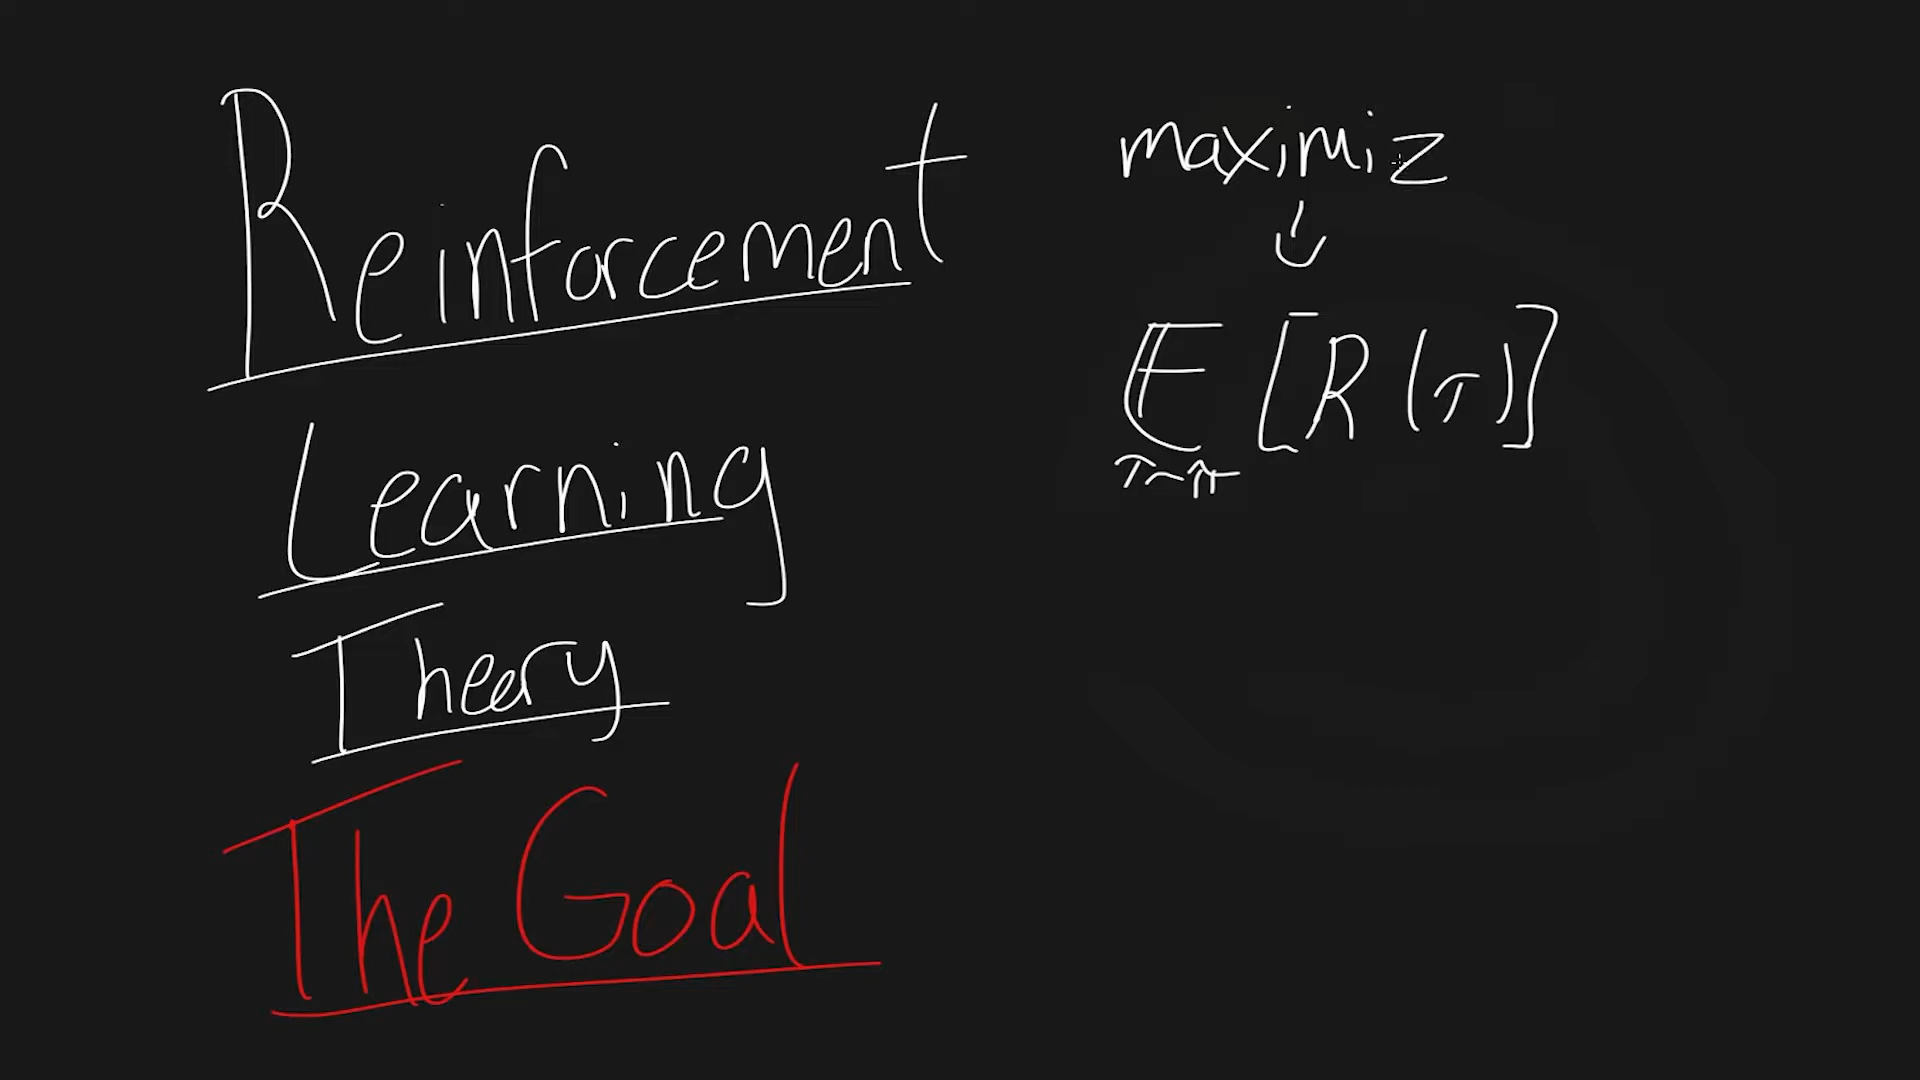 Reinforcement
Learning
Theory
The Goal
maximiz
↓
𝔼 [R (τ)]
τ~π